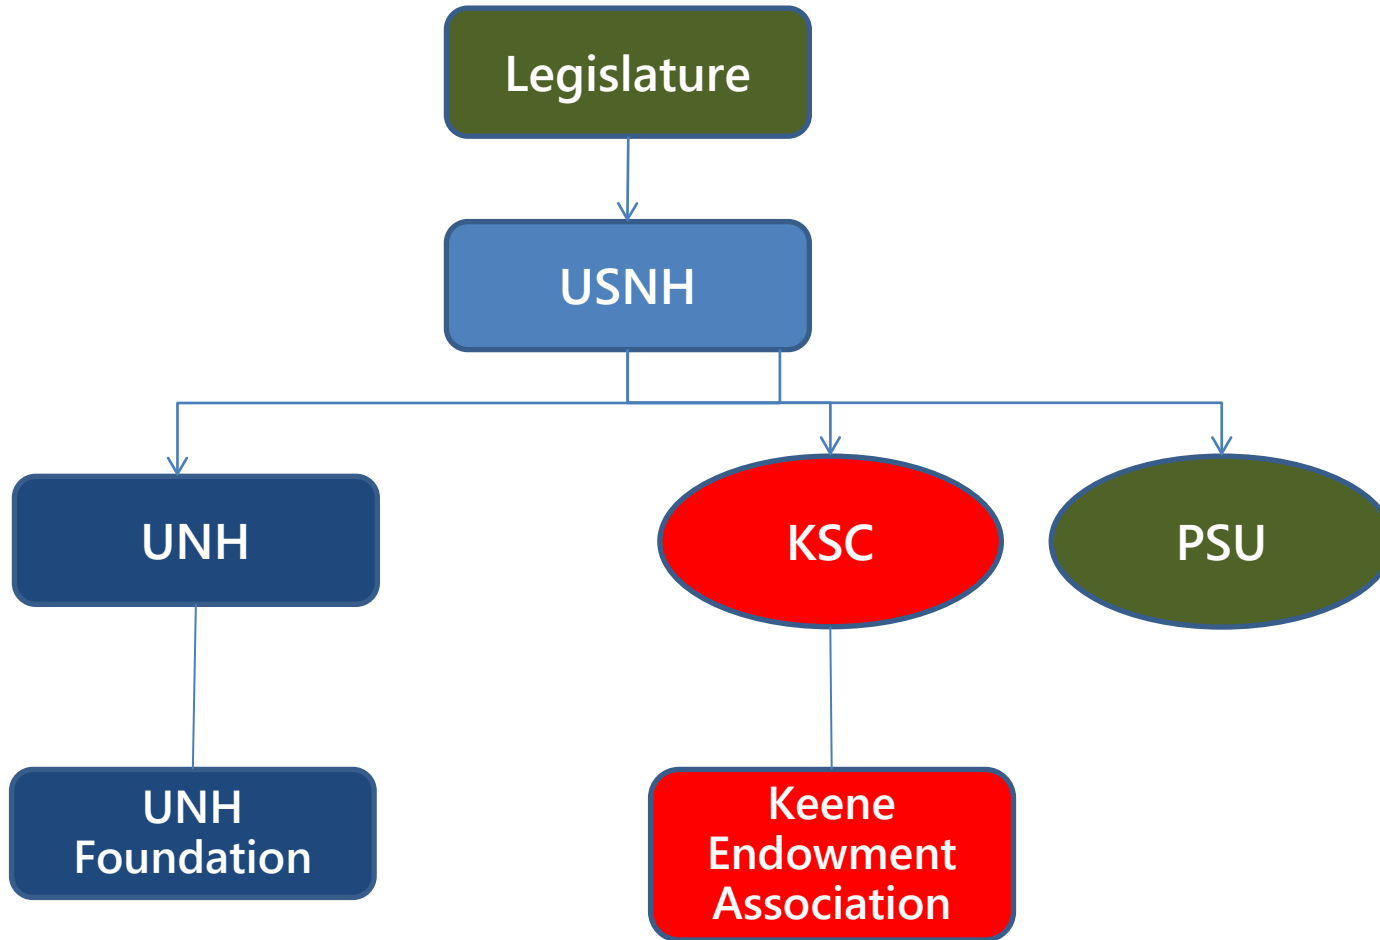 Legislature
USNH
UNH
KSC
PSU
UNH
Foundation
Keene
Endowment
Association